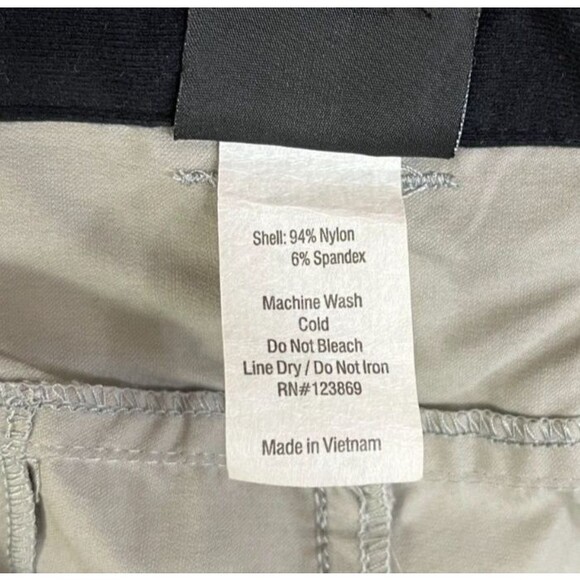 Shell: 94% Nylon
6% Spandex
Machine Wash
Cold
Do Not Bleach
Line Dry / Do Not Iron
RN#123869
Made in Vietnam